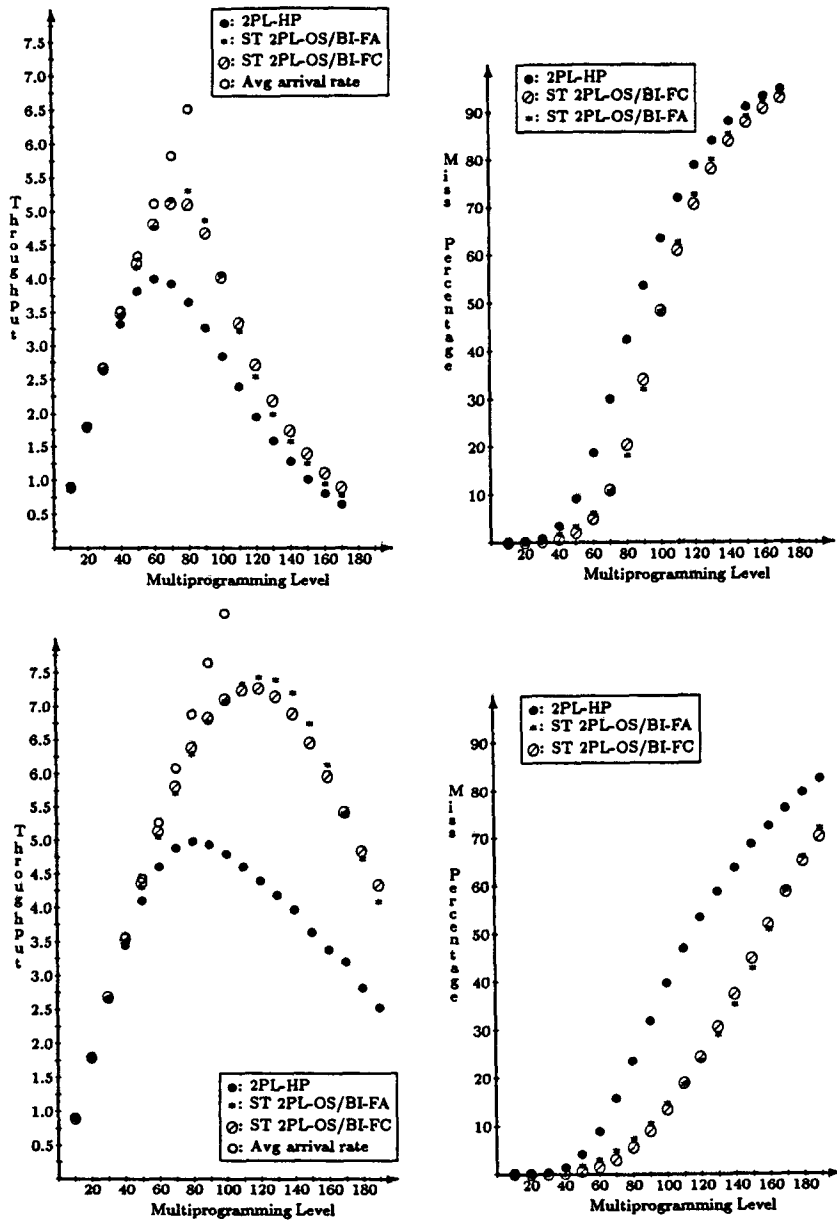 ●: 2PL-HP
*: ST 2PL-OS/BI-FA
⊘: ST 2PL-OS/BI-FC
○: Avg arrival rate
7.5
7.0
6.5
6.0
5.5
5.0
4.5
4.0
3.5
3.0
2.5
2.0
1.5
1.0
0.5
Throughput
20 40 60 80 100 120 140 160 180
Multiprogramming Level
●: 2PL-HP
⊘: ST 2PL-OS/BI-FC
*: ST 2PL-OS/BI-FA
90
80
70
60
50
40
30
20
10
Miss Percentage
20 40 60 80 100 120 140 160 180
Multiprogramming Level
7.5
7.0
6.5
6.0
5.5
5.0
4.5
4.0
3.5
3.0
2.5
2.0
1.5
1.0
0.5
Throughput
●: 2PL-HP
*: ST 2PL-OS/BI-FA
⊘: ST 2PL-OS/BI-FC
○: Avg arrival rate
20 40 60 80 100 120 140 160 180
Multiprogramming Level
●: 2PL-HP
*: ST 2PL-OS/BI-FA
⊘: ST 2PL-OS/BI-FC
90
80
70
60
50
40
30
20
10
Miss Percentage
20 40 60 80 100 120 140 160 180
Multiprogramming Level